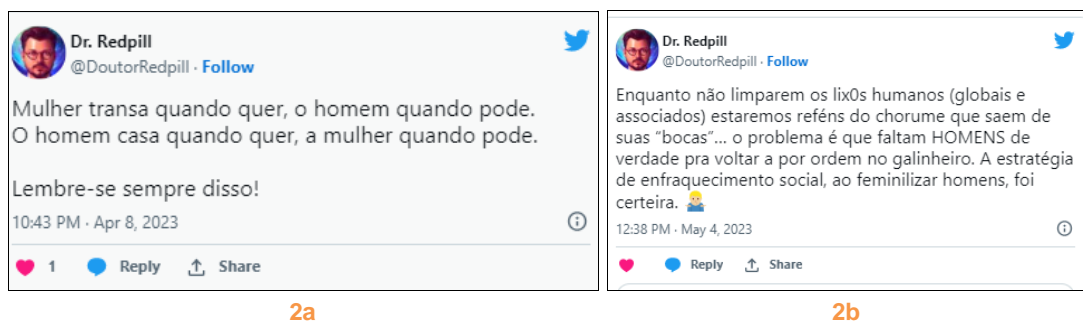 Dr. Redpill
@DoutorRedpill · Follow
Mulher transa quando quer, o homem quando pode.
O homem casa quando quer, a mulher quando pode.
Lembre-se sempre disso!
10:43 PM · Apr 8, 2023
1 Reply Share
2a
Dr. Redpill
@DoutorRedpill · Follow
Enquanto não limparem os lix0s humanos (globais e
associados) estaremos reféns do chorume que saem de
suas “bocas”... o problema é que faltam HOMENS de
verdade pra voltar a por ordem no galinheiro. A estratégia
de enfraquecimento social, ao feminilizar homens, foi
certeira. 🤷🏼‍♂️
12:38 PM · May 4, 2023
Reply Share
2b